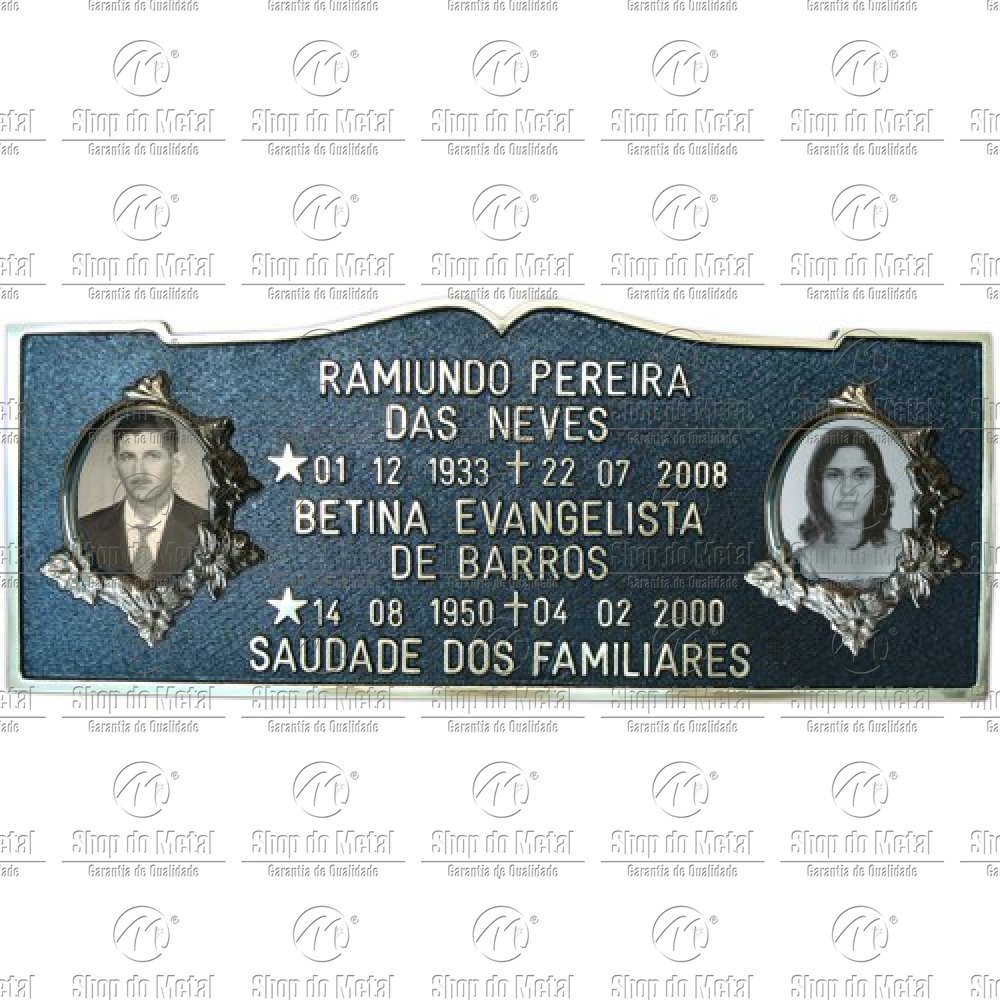 RAMIUNDO PEREIRA
DAS NEVES
★01 12 1933 ✝22 07 2008
BETINA EVANGELISTA
DE BARROS
★14 08 1950 ✝04 02 2000
SAUDADE DOS FAMILIARES
Shop do Metal
Garantia de Qualidade